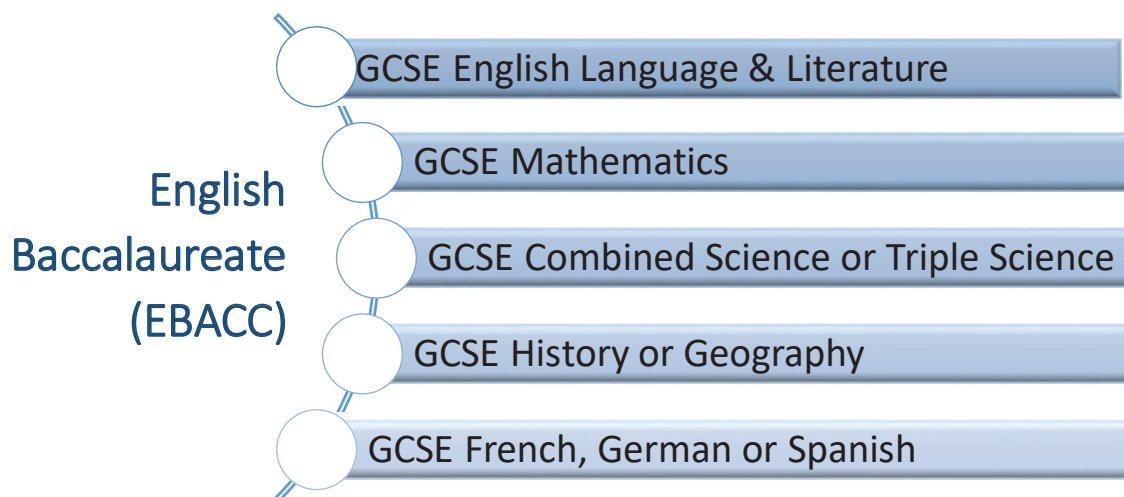 English
Baccalaureate
(EBACC)
GCSE English Language & Literature
GCSE Mathematics
GCSE Combined Science or Triple Science
GCSE History or Geography
GCSE French, German or Spanish